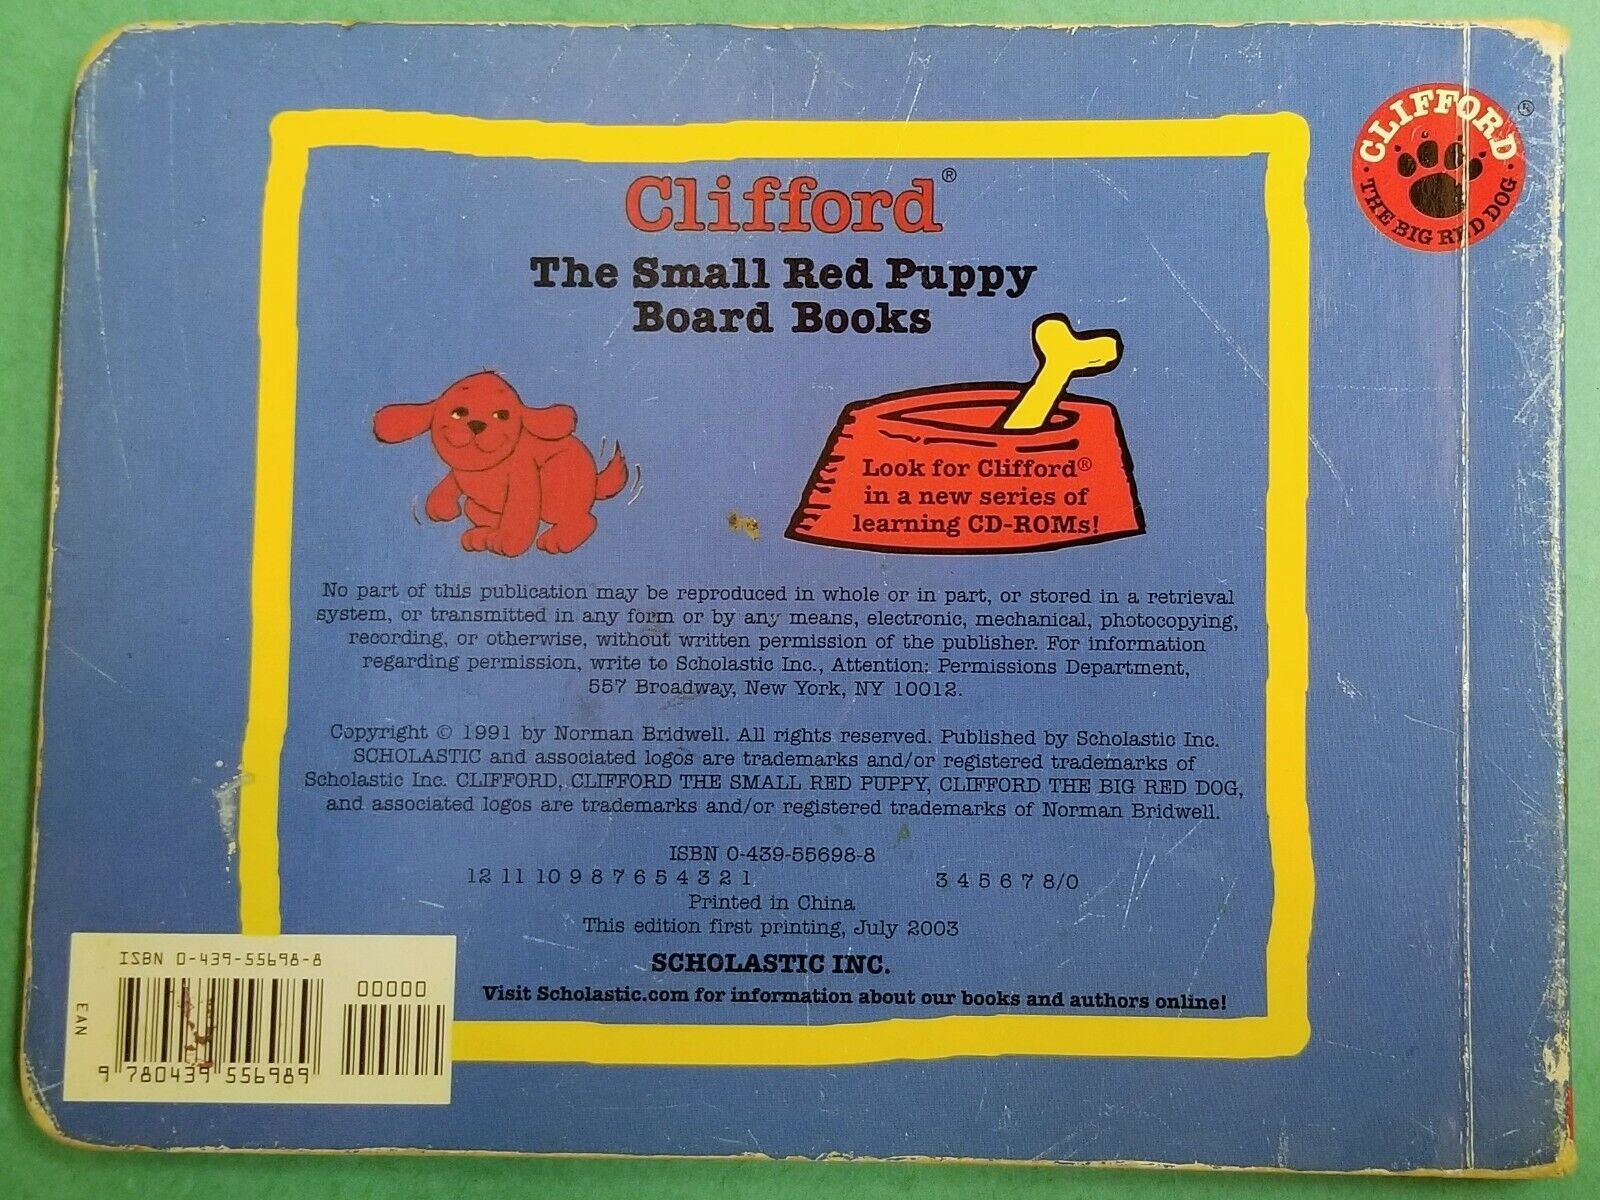 CLIFFORD ®
· THE BIG RED DOG ·
Clifford®
The Small Red Puppy
Board Books
Look for Clifford®
in a new series of
learning CD-ROMs!
No part of this publication may be reproduced in whole or in part, or stored in a retrieval
system, or transmitted in any form or by any means, electronic, mechanical, photocopying,
recording, or otherwise, without written permission of the publisher. For information
regarding permission, write to Scholastic Inc., Attention: Permissions Department,
557 Broadway, New York, NY 10012.
Copyright © 1991 by Norman Bridwell. All rights reserved. Published by Scholastic Inc.
SCHOLASTIC and associated logos are trademarks and/or registered trademarks of
Scholastic Inc. CLIFFORD, CLIFFORD THE SMALL RED PUPPY, CLIFFORD THE BIG RED DOG,
and associated logos are trademarks and/or registered trademarks of Norman Bridwell.
ISBN 0-439-55698-8
12 11 10 9 8 7 6 5 4 3 2 1 3 4 5 6 7 8/0
Printed in China
This edition first printing, July 2003
SCHOLASTIC INC.
Visit Scholastic.com for information about our books and authors online!
ISBN 0-439-55698-8
00000
EAN
9 780439 556989